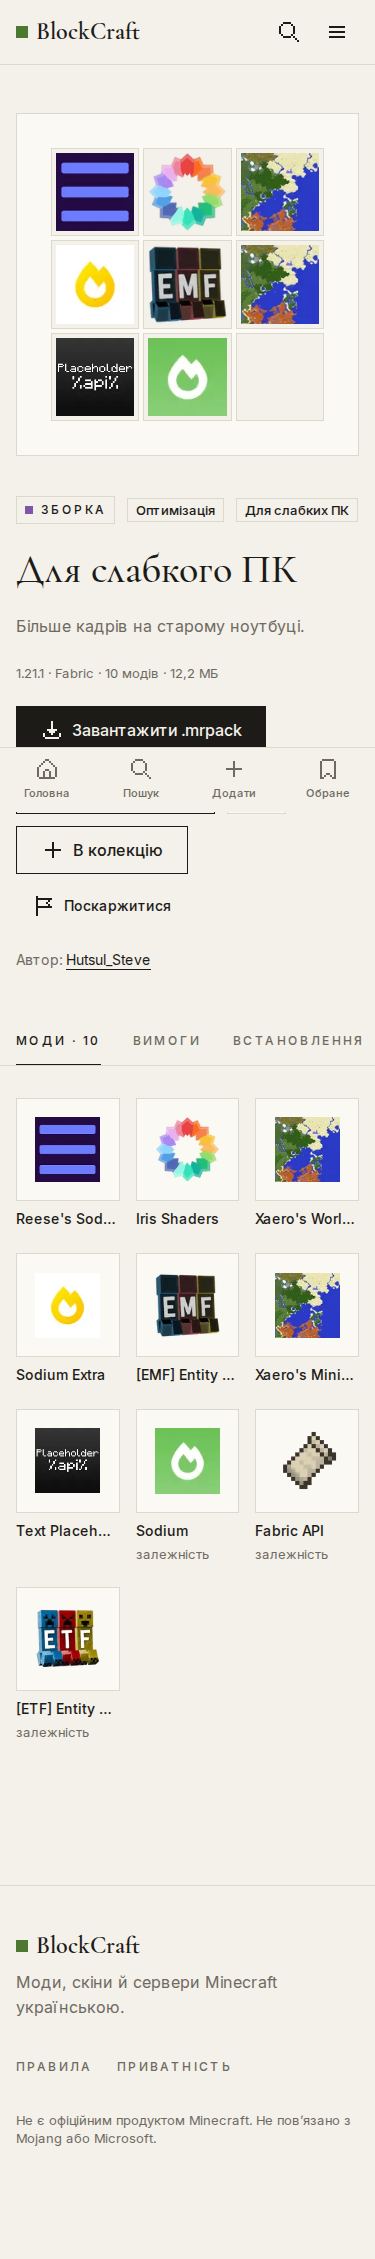 BlockCraft
EMF
Placeholder
%api%
ЗБОРКА
Оптимізація
Для слабких ПК
Для слабкого ПК
Більше кадрів на старому ноутбуці.
1.21.1 · Fabric · 10 модів · 12,2 МБ
Завантажити .mrpack
Головна
Пошук
Додати
Обране
В колекцію
Поскаржитися
Автор: Hutsul_Steve
МОДИ · 10
ВИМОГИ
ВСТАНОВЛЕННЯ
Reese's Sod...
Iris Shaders
Xaero's Worl...
EMF
Sodium Extra
[EMF] Entity ...
Xaero's Mini...
Placeholder
%api%
Text Placeh...
Sodium
Fabric API
залежність
залежність
ETF
[ETF] Entity ...
залежність
BlockCraft
Моди, скіни й сервери Minecraft
українською.
ПРАВИЛА
ПРИВАТНІСТЬ
Не є офіційним продуктом Minecraft. Не пов’язано з
Mojang або Microsoft.